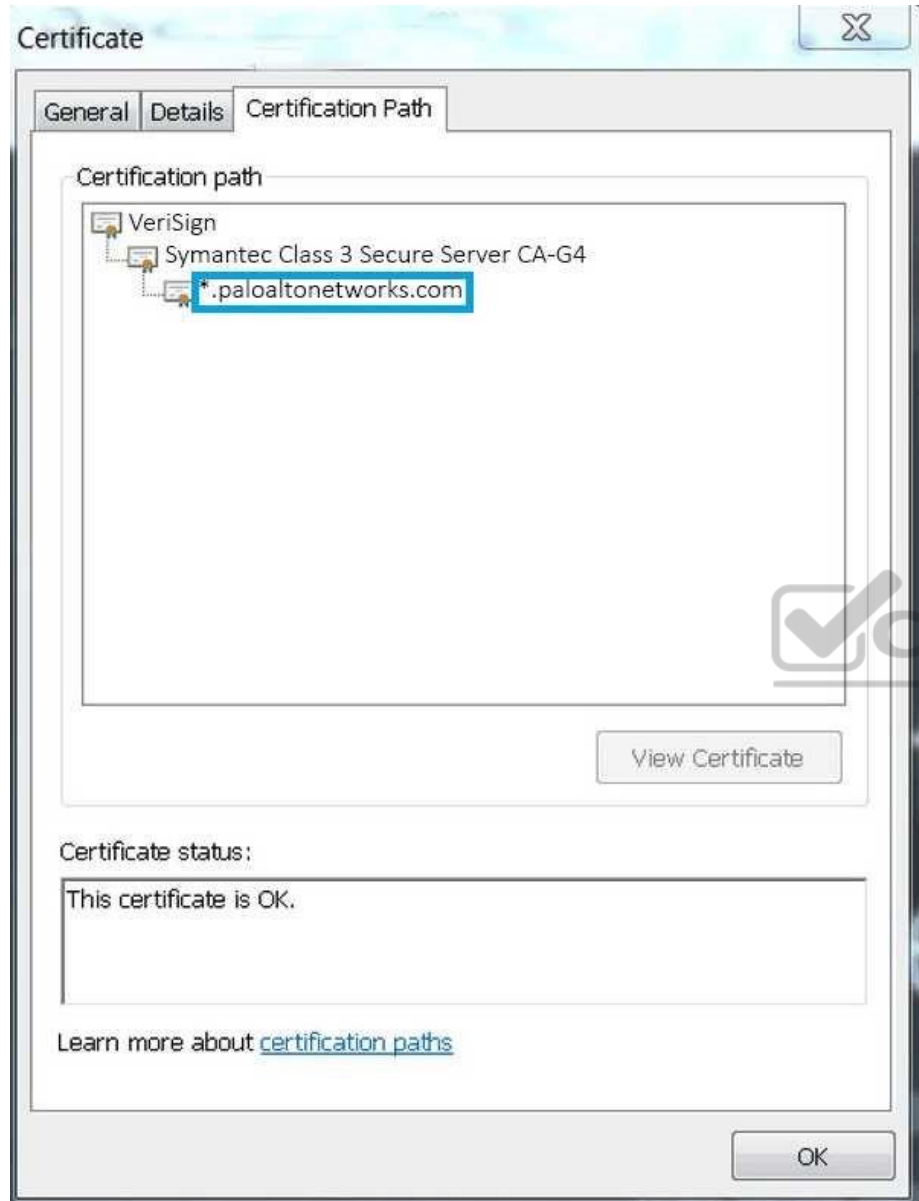 Certificate
General Details Certification Path
Certification path
VeriSign
Symantec Class 3 Secure Server CA-G4
*.paloaltonetworks.com
View Certificate
Certificate status:
This certificate is OK.
Learn more about certification paths
OK